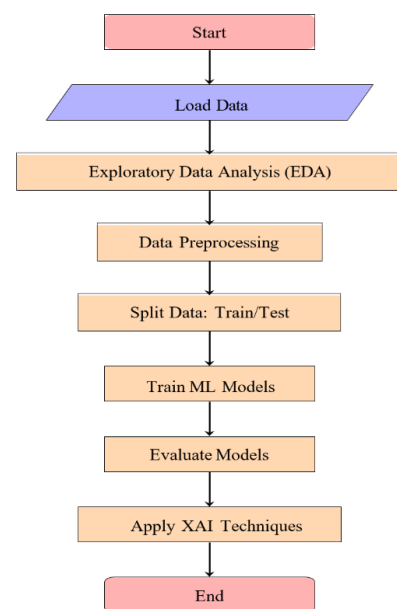 Start
Load Data
Exploratory Data Analysis (EDA)
Data Preprocessing
Split Data: Train/Test
Train ML Models
Evaluate Models
Apply XAI Techniques
End